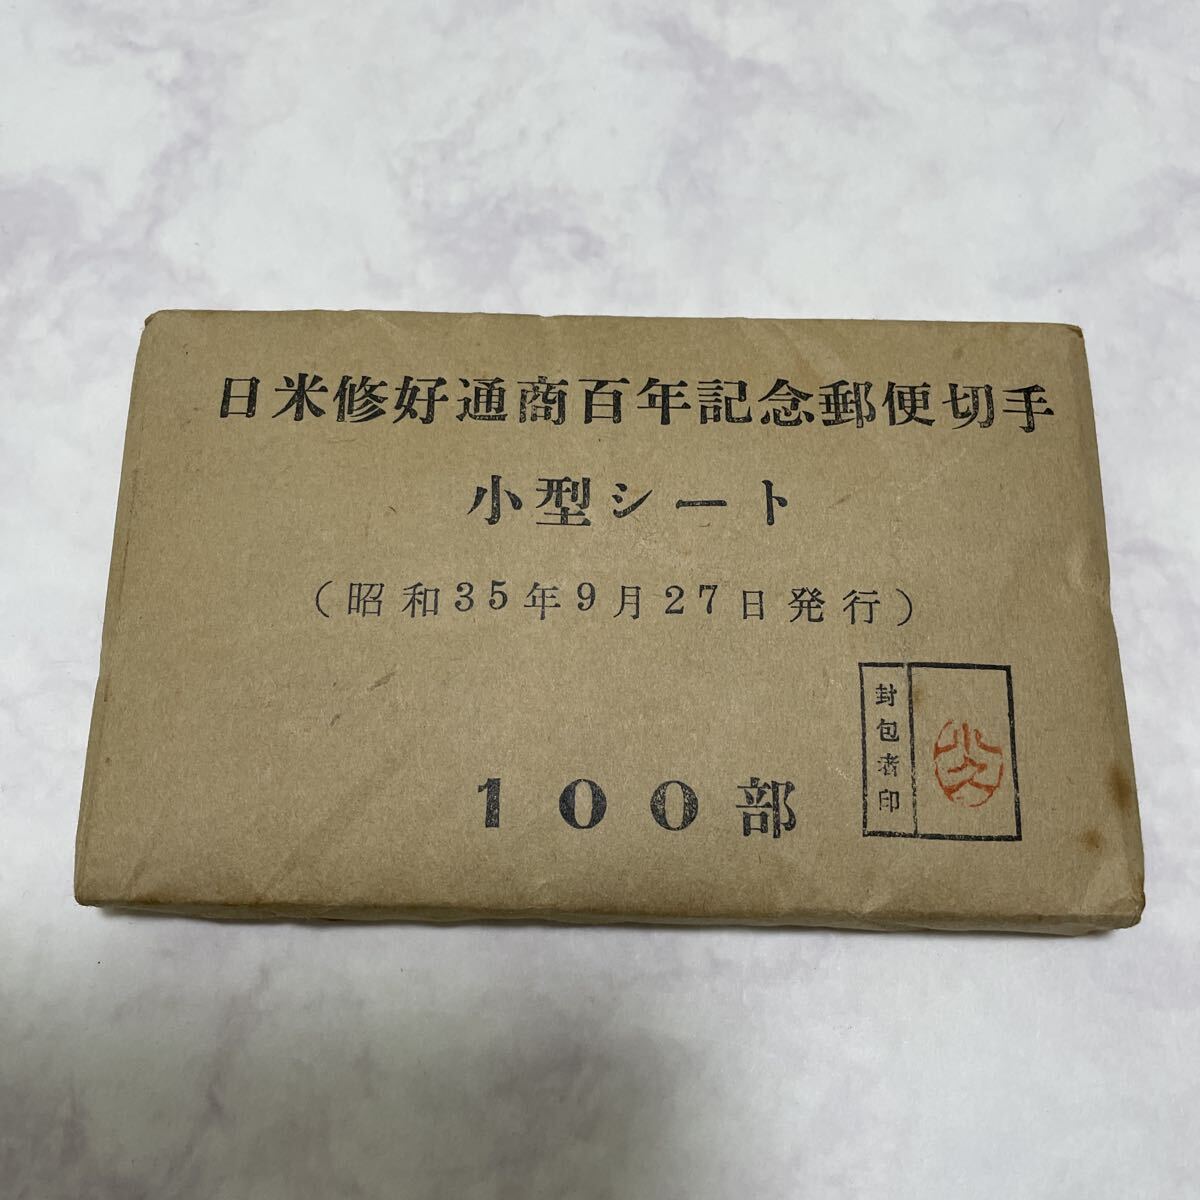 日米修好通商百年記念郵便切手
小型シート
(昭和35年9月27日発行)
100部
封包者印